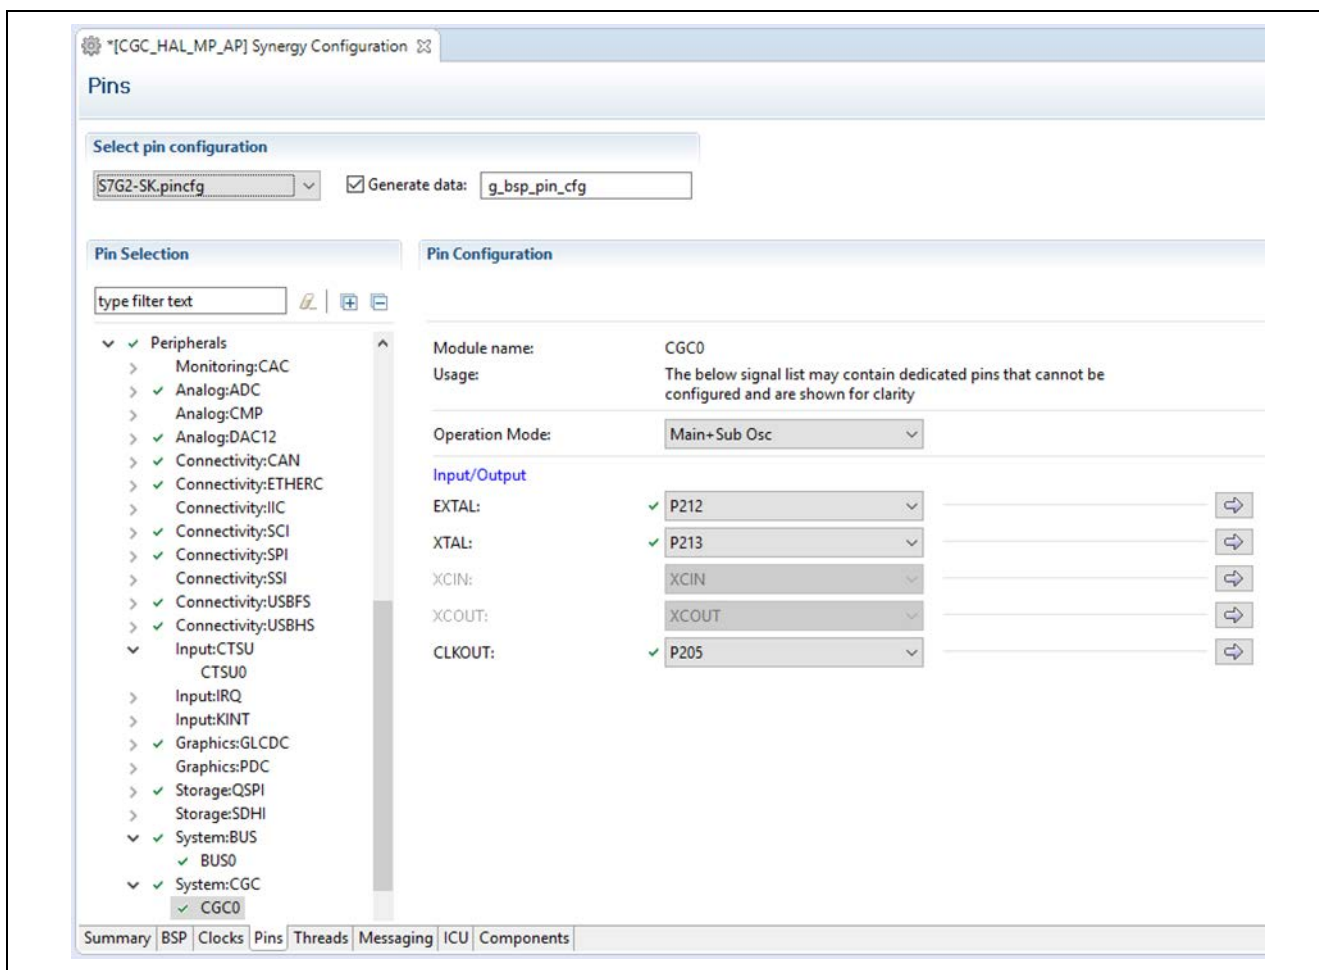 *[CGC_HAL_MP_AP] Synergy Configuration
Pins
Select pin configuration
S7G2-SK.pincfg
Generate data:
g_bsp_pin_cfg
Pin Selection
type filter text
Peripherals
Monitoring:CAC
Analog:ADC
Analog:CMP
Analog:DAC12
Connectivity:CAN
Connectivity:ETHERC
Connectivity:IIC
Connectivity:SCI
Connectivity:SPI
Connectivity:SSI
Connectivity:USBFS
Connectivity:USBHS
Input:CTSU
CTSU0
Input:IRQ
Input:KINT
Graphics:GLCDC
Graphics:PDC
Storage:QSPI
Storage:SDHI
System:BUS
BUS0
System:CGC
CGC0
Pin Configuration
Module name: CGC0
Usage: The below signal list may contain dedicated pins that cannot be
configured and are shown for clarity
Operation Mode: Main+Sub Osc
Input/Output
EXTAL: P212
XTAL: P213
XCIN: XCIN
XCOUT: XCOUT
CLKOUT: P205
Summary BSP Clocks Pins Threads Messaging ICU Components